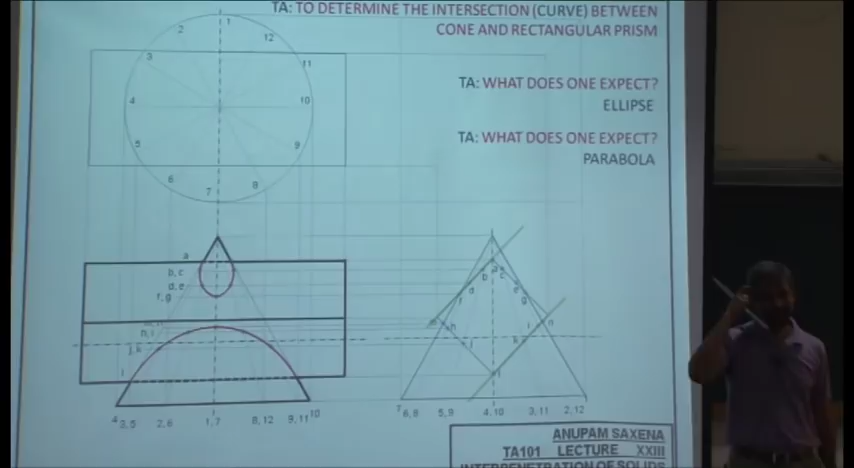 TA: TO DETERMINE THE INTERSECTION (CURVE) BETWEEN
CONE AND RECTANGULAR PRISM
TA: WHAT DOES ONE EXPECT?
ELLIPSE
TA: WHAT DOES ONE EXPECT?
PARABOLA
1
2
12
3
11
4
10
5
9
6
8
7
a
b, c
d, e
f, g
j, k
l
4
3, 5
2, 6
1, 7
8, 12
9, 11
10
a
b
c
d
e
f
g
h
i
j
k
l
n
7
6, 8
5, 9
4, 10
3, 11
2, 12
ANUPAM SAXENA
TA101 LECTURE XXIII
INTERPENETRATION OF SOLIDS